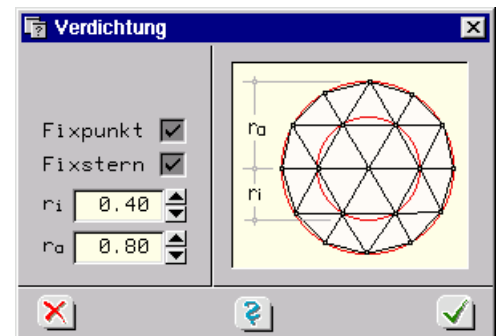 Verdichtung
Fixpunkt
Fixstern
ri 0.40
ra 0.80
ra
ri